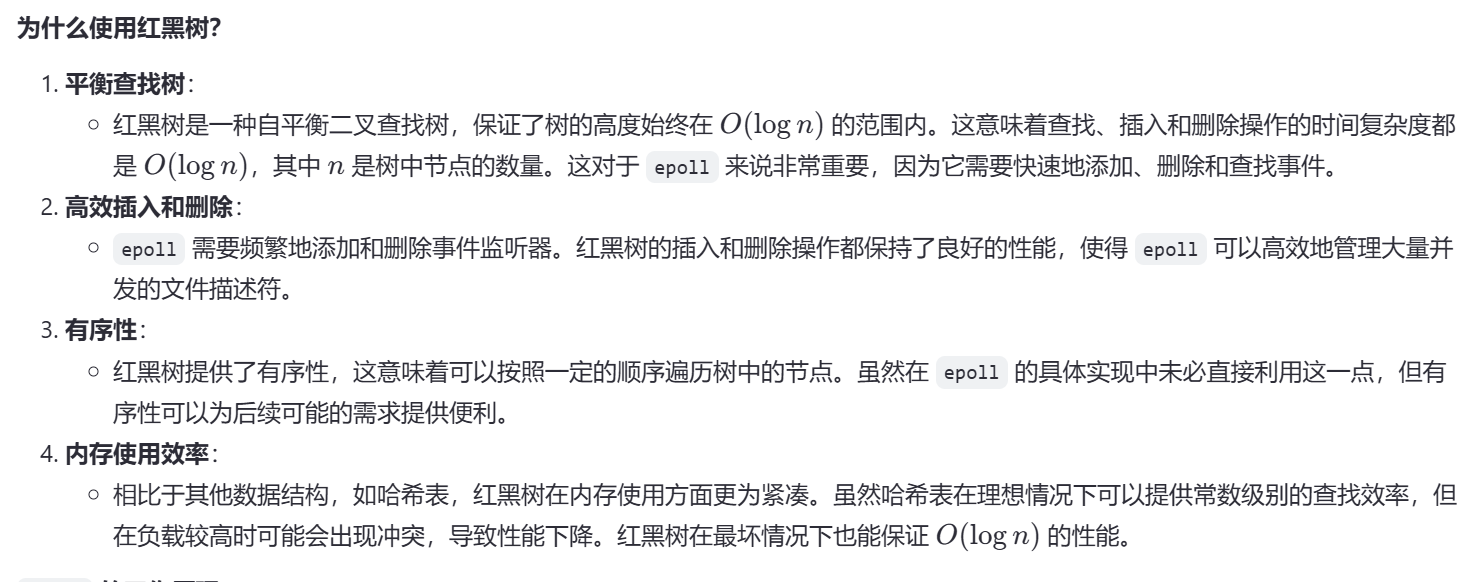 为什么使用红黑树？
1. 平衡查找树：
○ 红黑树是一种自平衡二叉查找树，保证了树的高度始终在 O(log n) 的范围内。这意味着查找、插入和删除操作的时间复杂度都
是 O(log n)，其中 n 是树中节点的数量。这对于 epoll 来说非常重要，因为它需要快速地添加、删除和查找事件。
2. 高效插入和删除：
○ epoll 需要频繁地添加和删除事件监听器。红黑树的插入和删除操作都保持了良好的性能，使得 epoll 可以高效地管理大量并
发的文件描述符。
3. 有序性：
○ 红黑树提供了有序性，这意味着可以按照一定的顺序遍历树中的节点。虽然在 epoll 的具体实现中未必直接利用这一点，但有
序性可以为后续可能的需求提供便利。
4. 内存使用效率：
○ 相比于其他数据结构，如哈希表，红黑树在内存使用方面更为紧凑。虽然哈希表在理想情况下可以提供常数级别的查找效率，但
在负载较高时可能会出现冲突，导致性能下降。红黑树在最坏情况下也能保证 O(log n) 的性能。